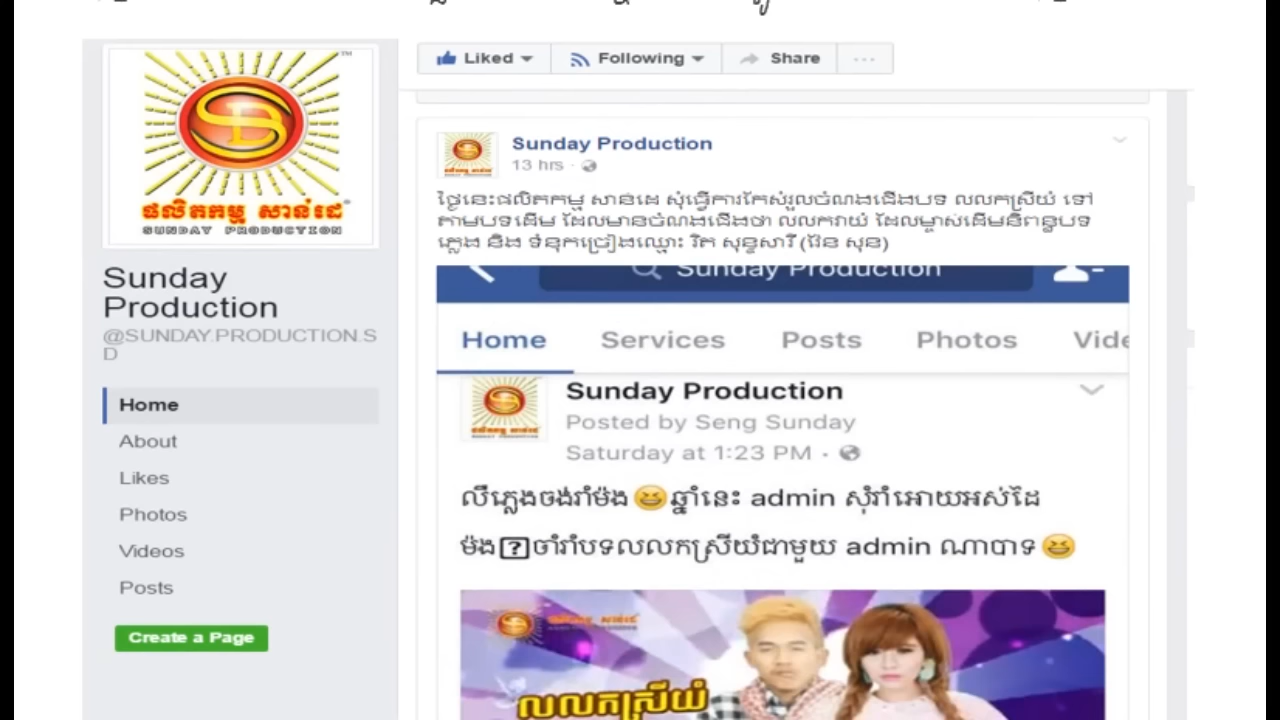 Liked
Following
Share
ផលិតកម្ម សាន់ដេ
SUNDAY PRODUCTION
Sunday Production
13 hrs
ថ្ងៃនេះផលិតកម្ម សាន់ដេ សុំធ្វើការកែសំរួលចំណងជើងបទ លលកស្រីយំ ទៅ
តាមបទដើម ដែលមានចំណងជើងថា លលកវាយំ ដែលម្ចាស់ដើមនិពន្ធបទ
ភ្លេង និង ទំនុកច្រៀងឈ្មោះ រិត សុន្ទសារី (វ៉ែន សុន)
Sunday
Production
@SUNDAY.PRODUCTION.S
D
Home
About
Likes
Photos
Videos
Posts
Create a Page
Sunday Production
Home Services Posts Photos Vide
Sunday Production
Posted by Seng Sunday
Saturday at 1:23 PM
លឺភ្លេងចង់រាំម៉ង 😆 ឆ្នាំនេះ admin សុំរាំអោយអស់ដៃ
ម៉ង ចាំរាំបទលលកស្រីយំជាមួយ admin ណាបាទ 😆
លលកស្រីយំ